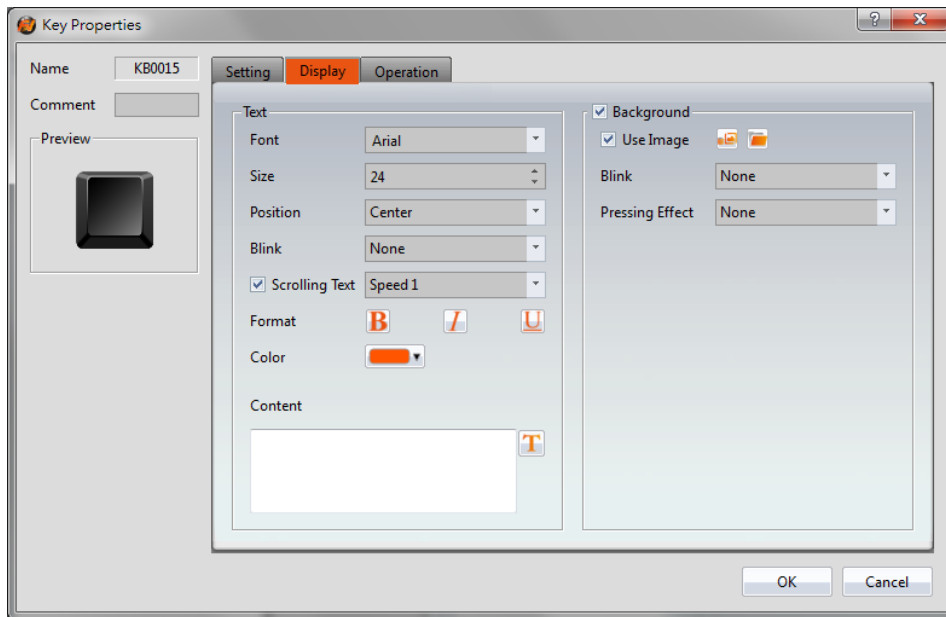 Key Properties
?
X
Name KB0015
Comment
Preview
Setting Display Operation
Text
Font Arial
Size 24
Position Center
Blink None
Scrolling Text Speed 1
Format B I U
Color
Content
T
Background
Use Image
Blink None
Pressing Effect None
OK Cancel